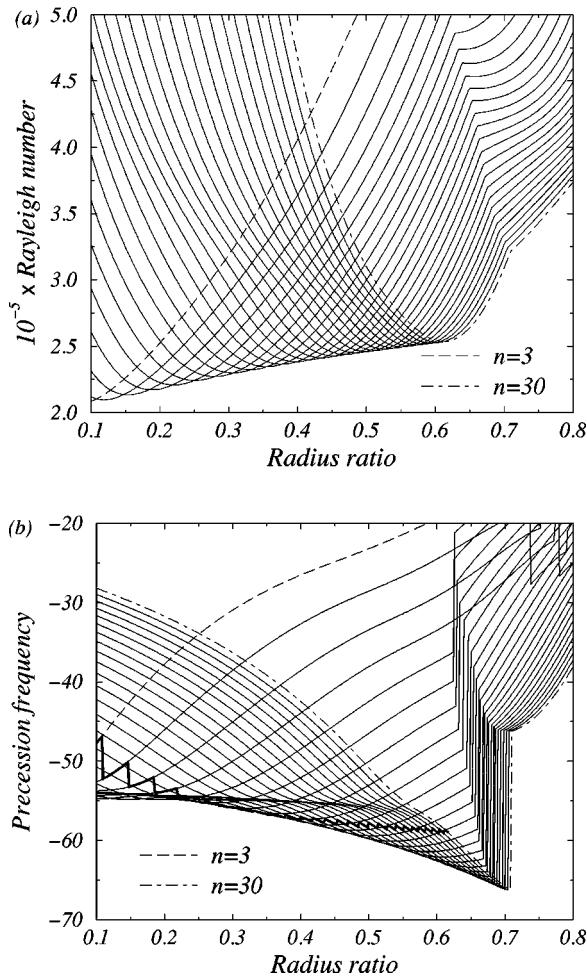 (a)
5.0
4.5
4.0
3.5
3.0
2.5
2.0
10⁻⁵ x Rayleigh number
n=3
n=30
0.1 0.2 0.3 0.4 0.5 0.6 0.7 0.8
Radius ratio
(b)
−20
−30
−40
−50
−60
−70
Precession frequency
n=3
n=30
0.1 0.2 0.3 0.4 0.5 0.6 0.7 0.8
Radius ratio